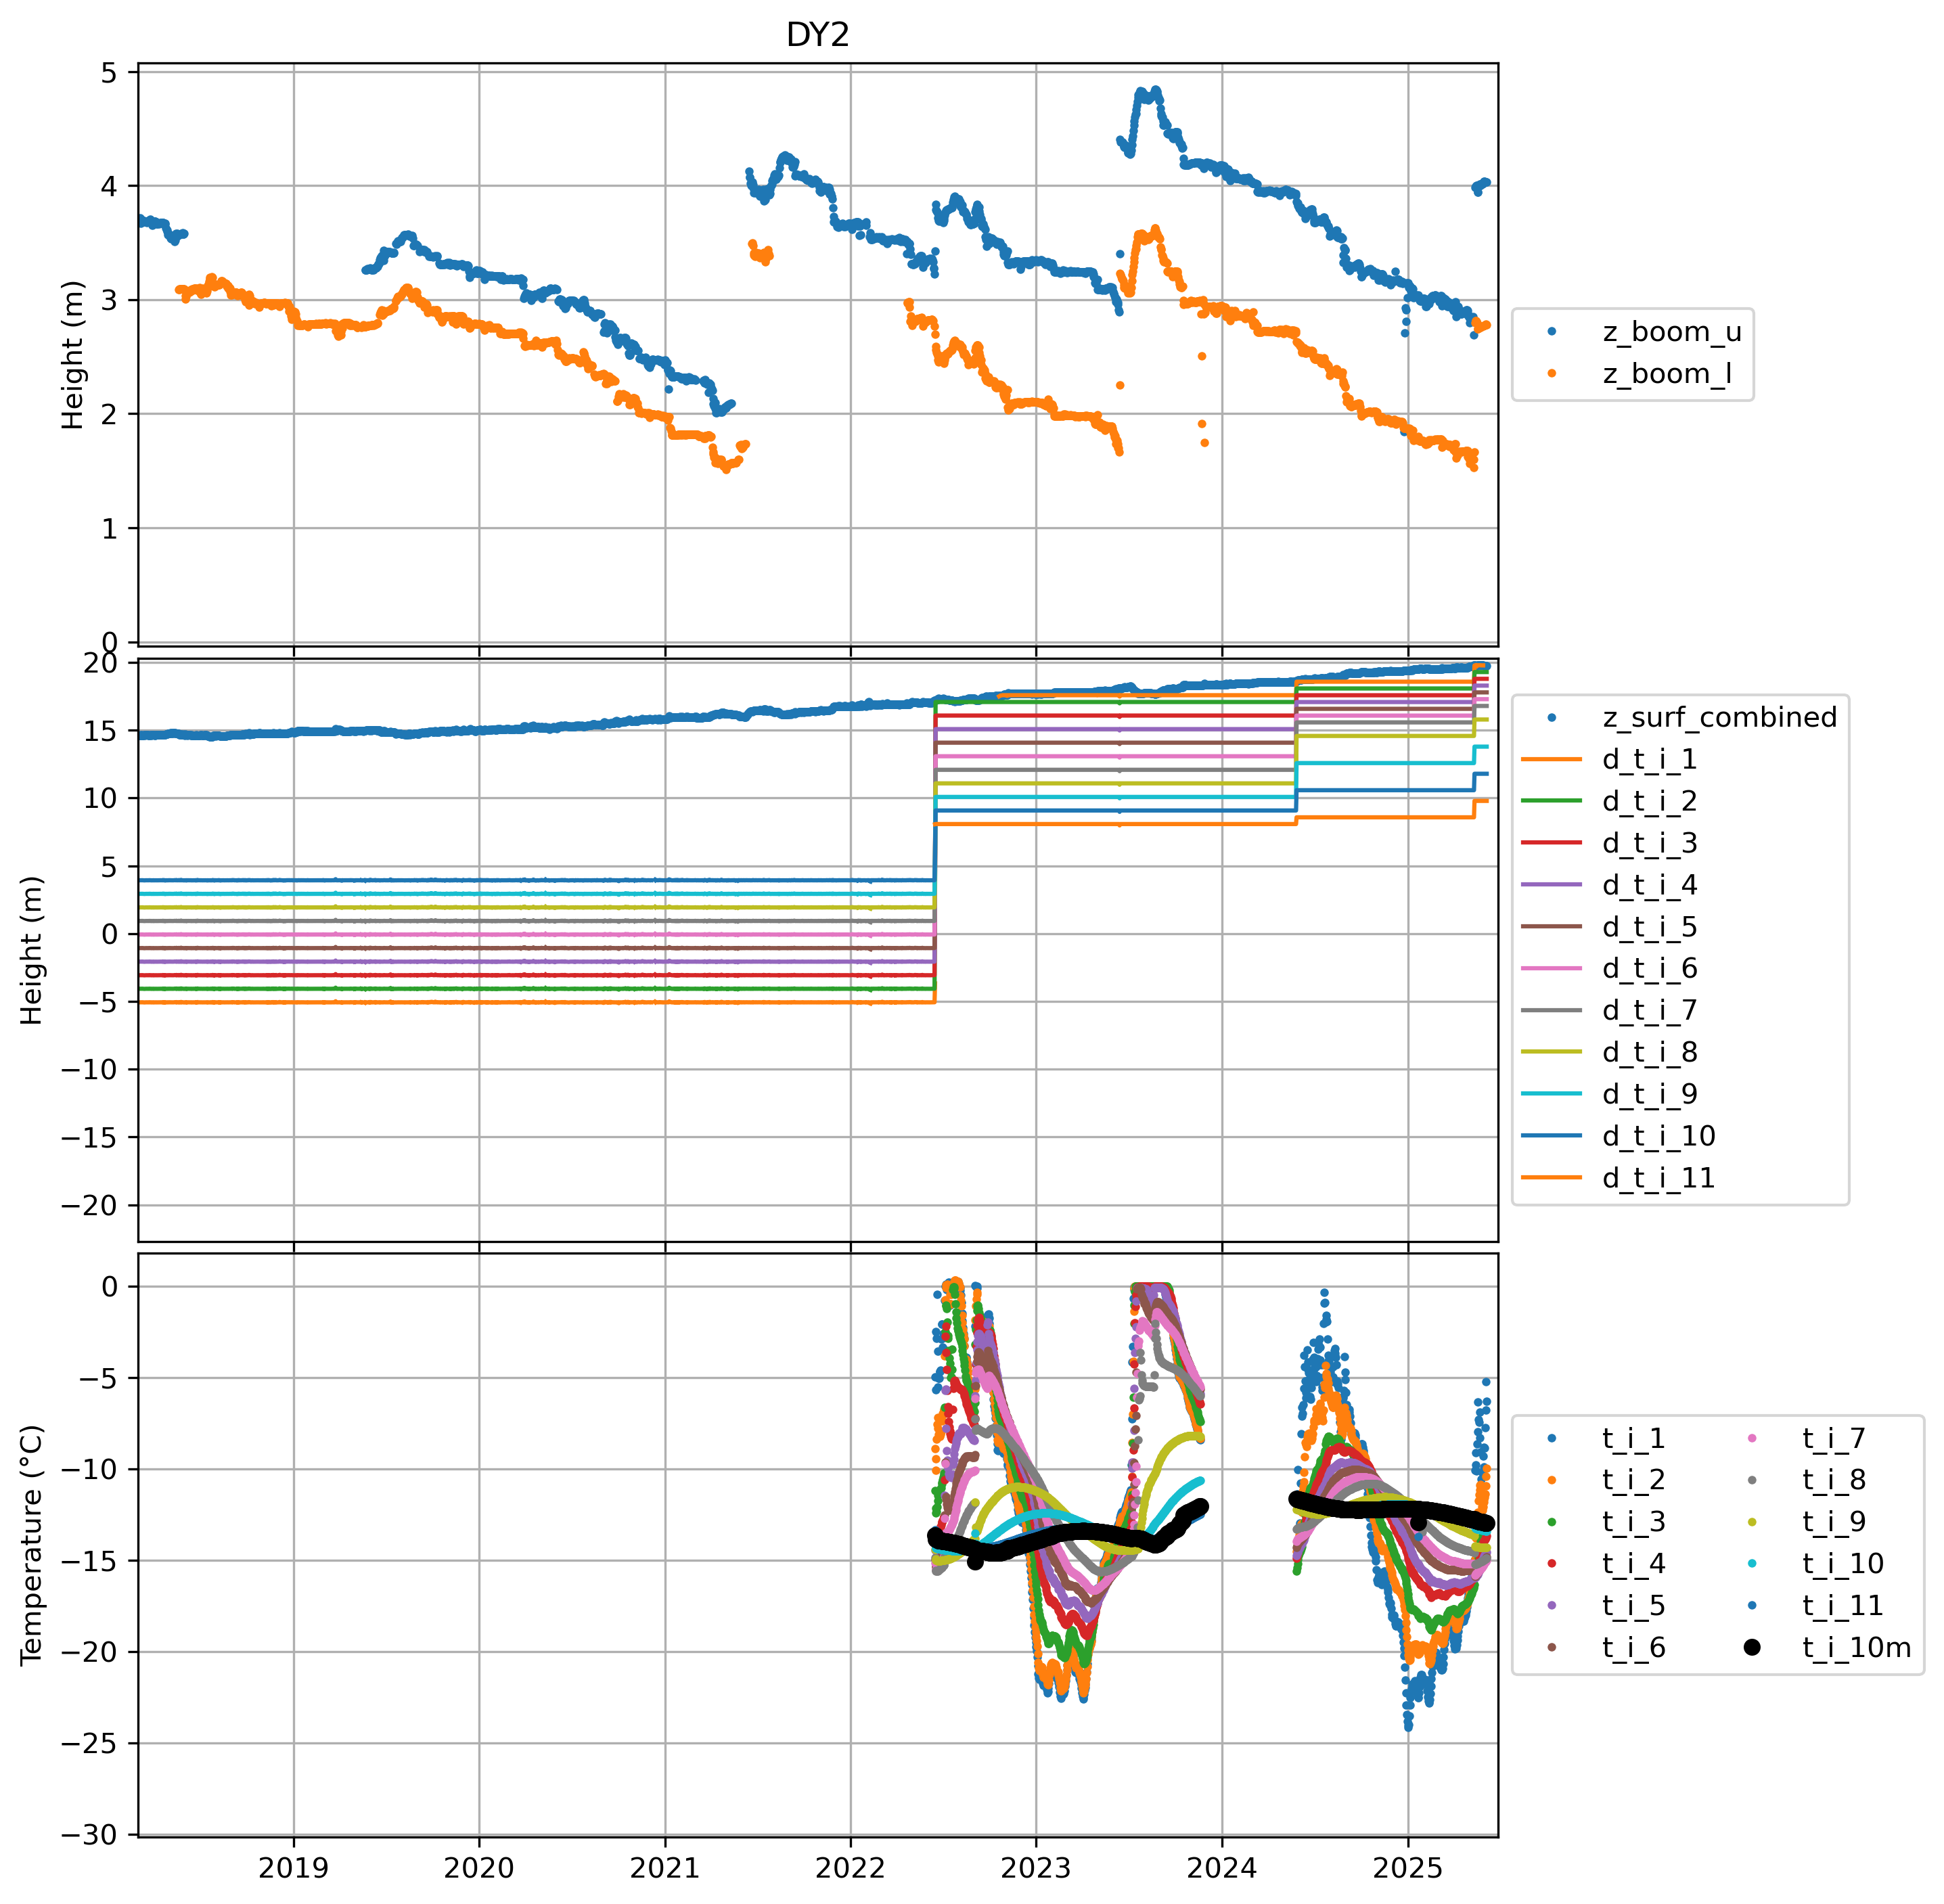 DY2
Height (m)
5
4
3
2
1
0
z_boom_u
z_boom_l
Height (m)
20
15
10
5
0
−5
−10
−15
−20
z_surf_combined
d_t_i_1
d_t_i_2
d_t_i_3
d_t_i_4
d_t_i_5
d_t_i_6
d_t_i_7
d_t_i_8
d_t_i_9
d_t_i_10
d_t_i_11
Temperature (°C)
0
−5
−10
−15
−20
−25
−30
t_i_1
t_i_2
t_i_3
t_i_4
t_i_5
t_i_6
t_i_7
t_i_8
t_i_9
t_i_10
t_i_11
t_i_10m
2019 2020 2021 2022 2023 2024 2025